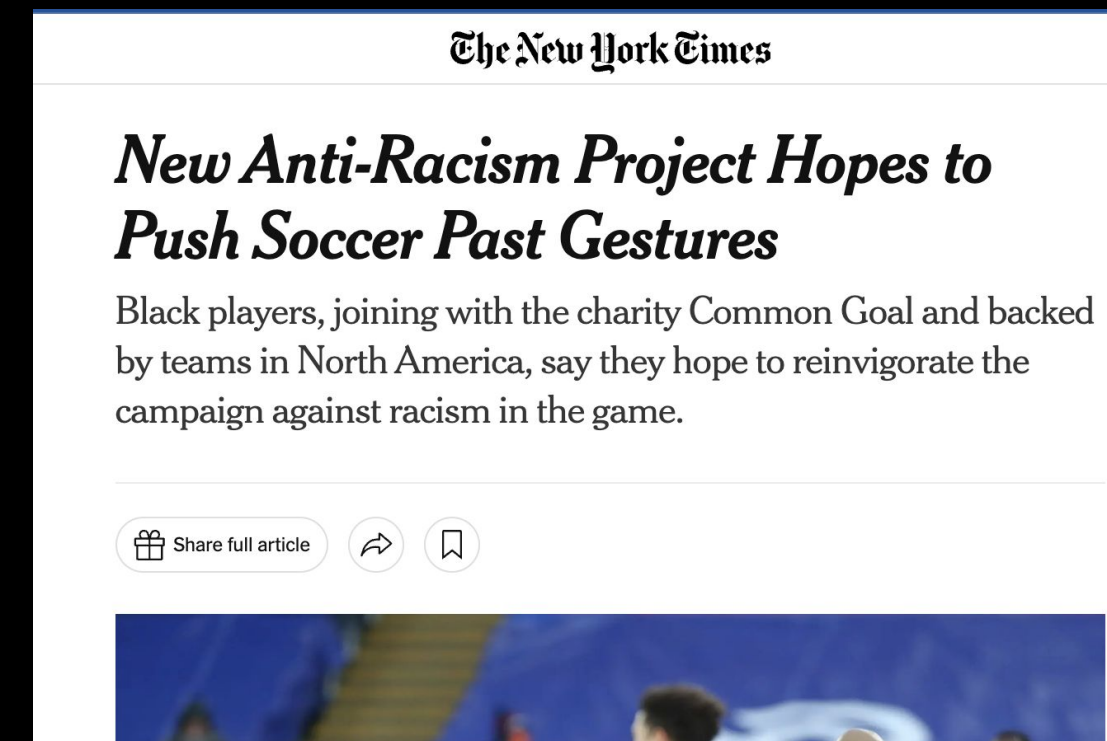 The New York Times
New Anti-Racism Project Hopes to
Push Soccer Past Gestures
Black players, joining with the charity Common Goal and backed
by teams in North America, say they hope to reinvigorate the
campaign against racism in the game.
Share full article